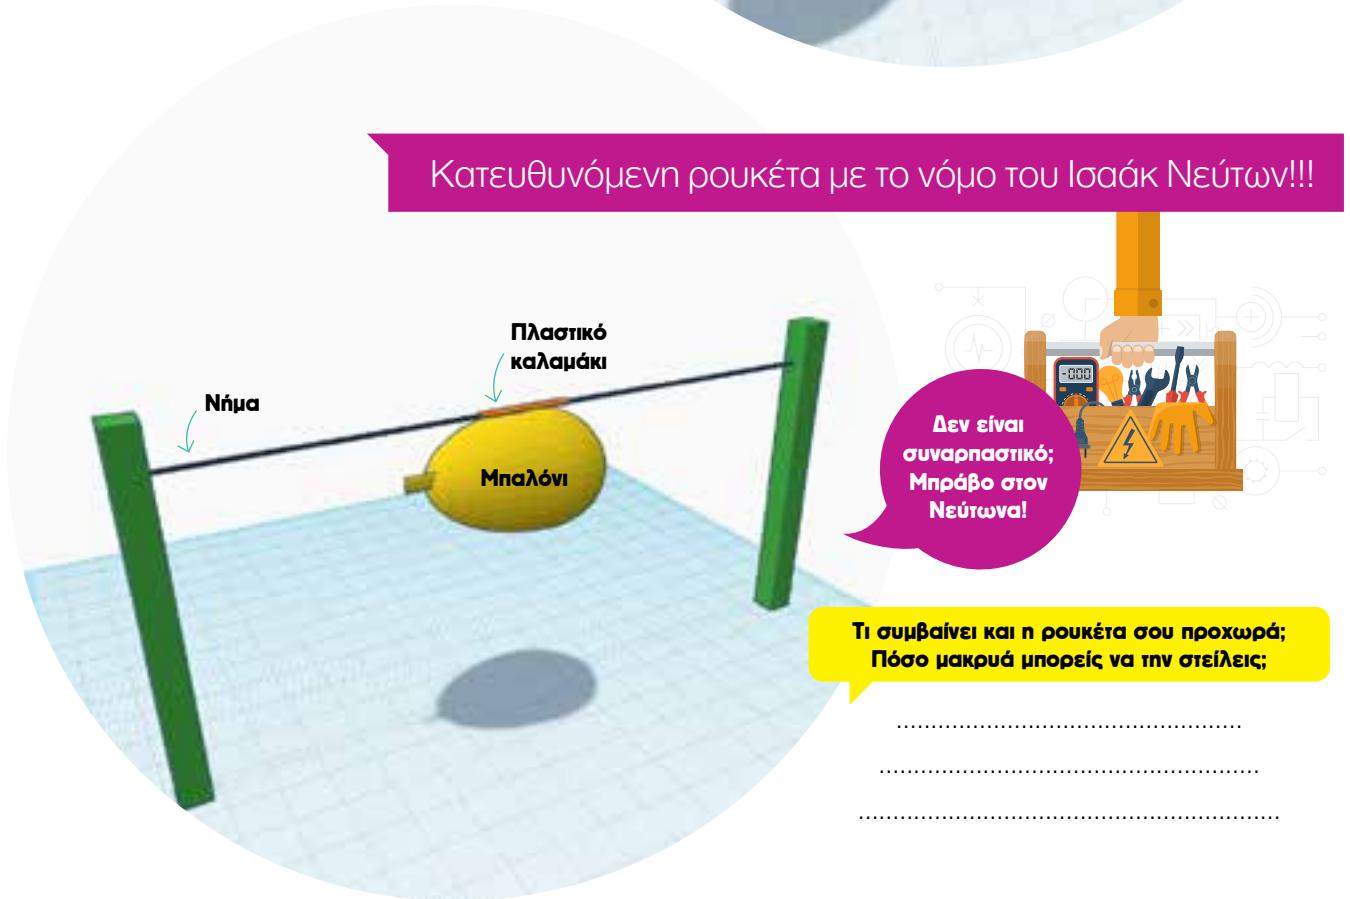 Κατευθυνόμενη ρουκέτα με το νόμο του Ισαάκ Νεύτων!!!
Πλαστικό
καλαμάκι
Νήμα
Μπαλόνι
-000
Δεν είναι
συναρπαστικό;
Μπράβο στον
Νεύτωνα!
Τι συμβαίνει και η ρουκέτα σου προχωρά;
Πόσο μακρυά μπορείς να την στείλεις;
..................................................
.......................................................
.............................................................